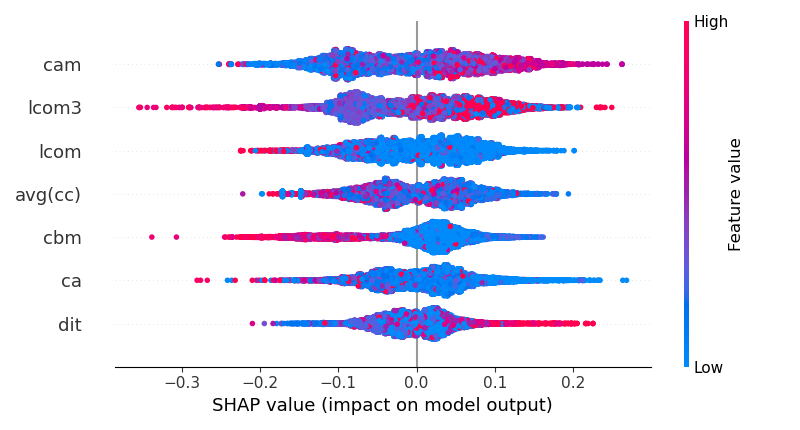 High
cam
lcom3
lcom
avg(cc)
cbm
ca
dit
Feature value
Low
−0.3 −0.2 −0.1 0.0 0.1 0.2
SHAP value (impact on model output)